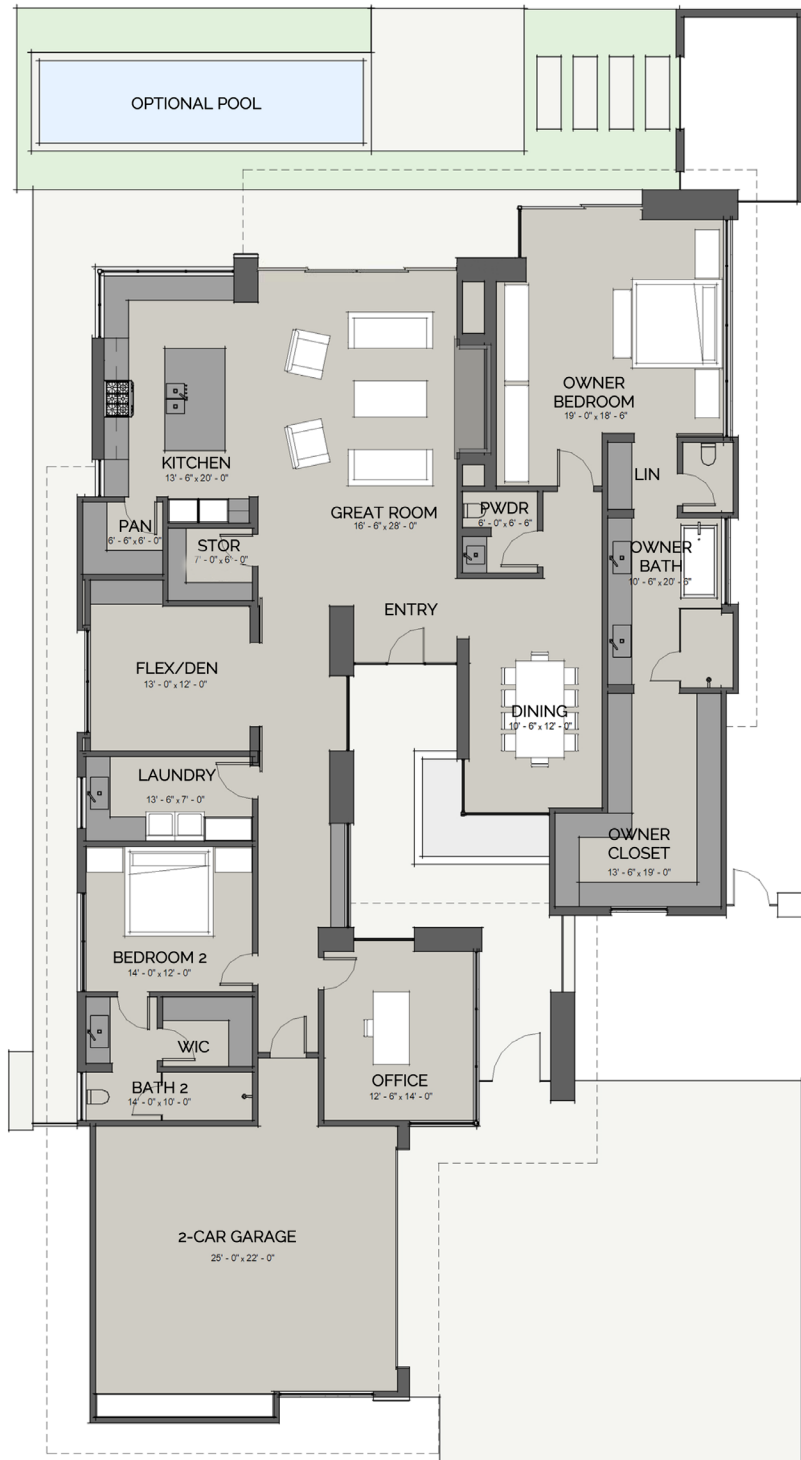 OPTIONAL POOL
OWNER
BEDROOM
19' - 0" x 18' - 6"
KITCHEN
13' - 6" x 20' - 0"
LIN
GREAT ROOM
16' - 6" x 28' - 0"
PWDR
6' - 0" x 6' - 6"
PAN
6' - 6" x 6' - 0"
STOR
7' - 0" x 6' - 0"
OWNER
BATH
10' - 6" x 20' - 6"
ENTRY
FLEX/DEN
13' - 0" x 12' - 0"
DINING
10' - 6" x 12' - 0"
LAUNDRY
13' - 6" x 7' - 0"
OWNER
CLOSET
13' - 6" x 19' - 0"
BEDROOM 2
14' - 0" x 12' - 0"
WIC
BATH 2
14' - 0" x 10' - 0"
OFFICE
12' - 6" x 14' - 0"
2-CAR GARAGE
25' - 0" x 22' - 0"